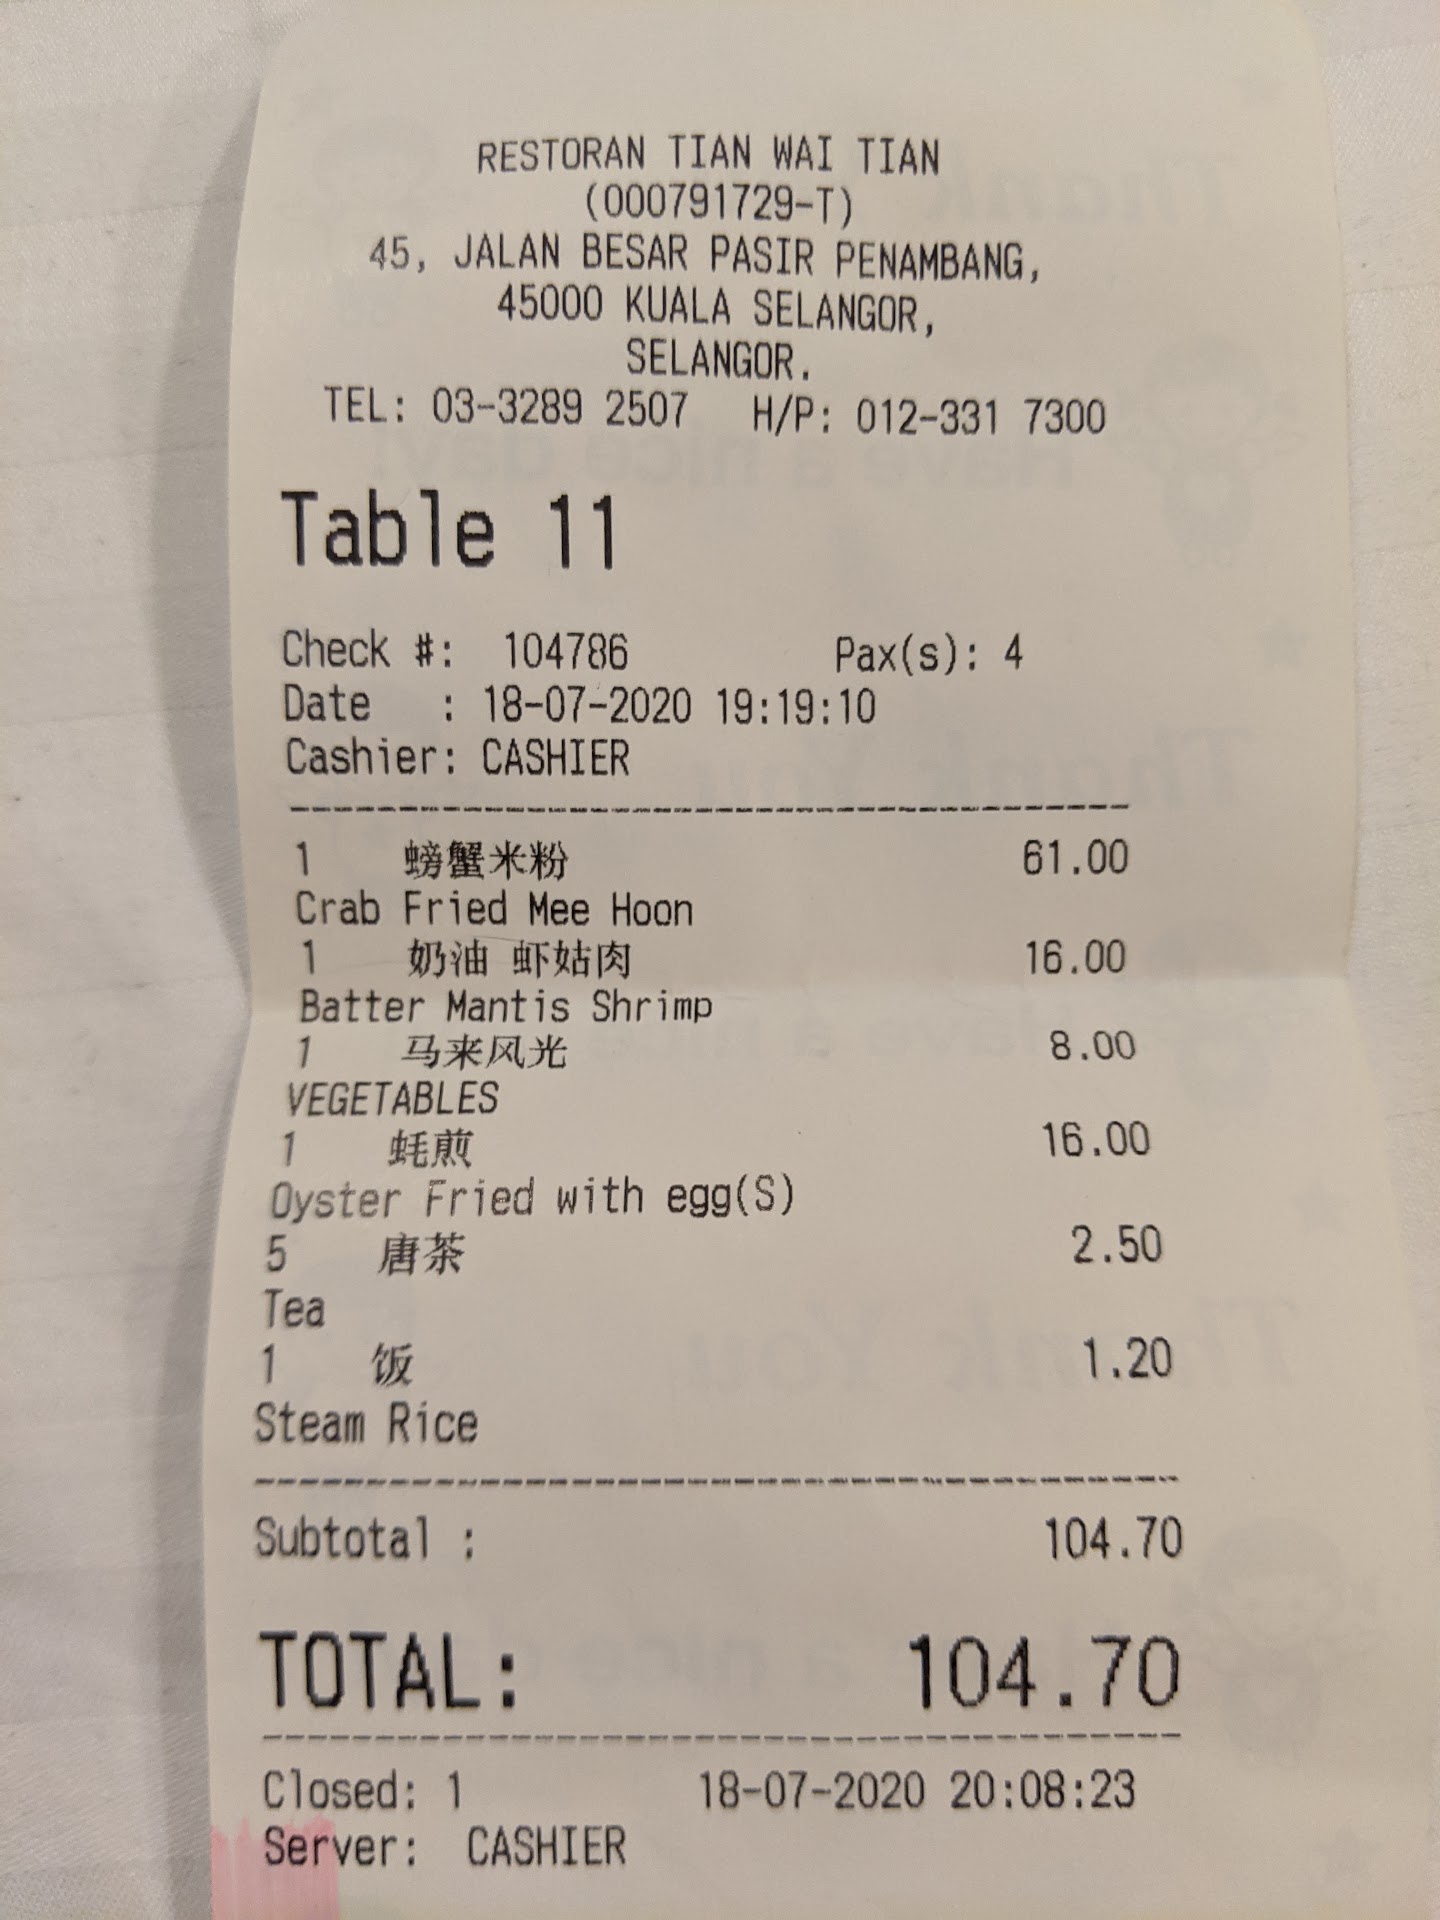 RESTORAN TIAN WAI TIAN
(000791729-T)
45, JALAN BESAR PASIR PENAMBANG,
45000 KUALA SELANGOR,
SELANGOR.
TEL: 03-3289 2507 H/P: 012-331 7300
Table 11
Check #: 104786 Pax(s): 4
Date : 18-07-2020 19:19:10
Cashier: CASHIER
1 螃蟹米粉 61.00
Crab Fried Mee Hoon
1 奶油 虾姑肉 16.00
Batter Mantis Shrimp
1 马来风光 8.00
VEGETABLES
1 蚝煎 16.00
Oyster Fried with egg(S)
5 唐茶 2.50
Tea
1 饭 1.20
Steam Rice
Subtotal : 104.70
TOTAL: 104.70
Closed: 1 18-07-2020 20:08:23
Server: CASHIER